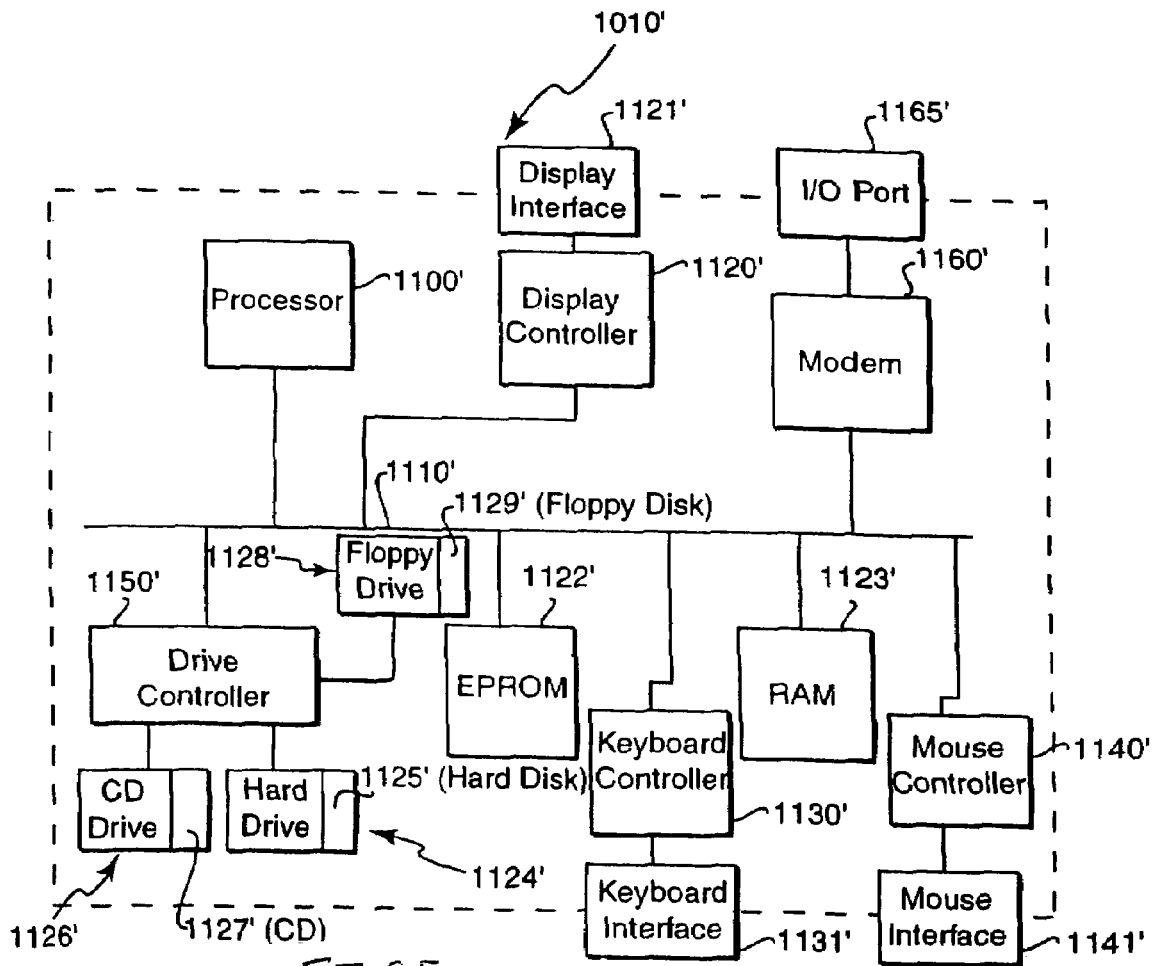 1010'
1121'
1165'
Display
Interface
I/O Port
1120'
1160'
1100'
Processor
Display
Controller
Modem
1110'
1129' (Floppy Disk)
1128'
Floppy
Drive
1150'
1122'
1123'
Drive
Controller
EPROM
RAM
Keyboard
Controller
Mouse
Controller
1140'
CD
Drive
Hard
Drive
1125' (Hard Disk)
1130'
1124'
Keyboard
Interface
Mouse
Interface
1126'
1127' (CD)
1131'
1141'